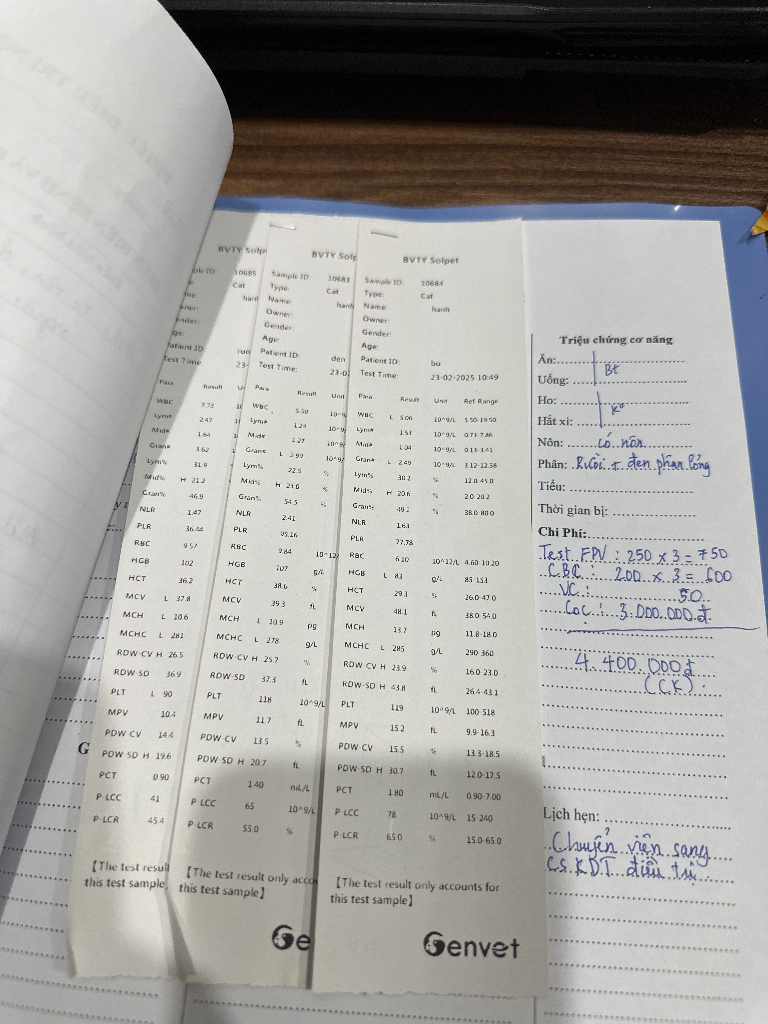 BVTY Solp
ple ID: 10685
Cat
hanh
ner:
ender:
ge:
Patient ID: ruo
Test Time: 23-
Para Result
WBC 7.73
Lym# 2.47
Mid# 1.64
Gran# 3.62
Lym% 31.9
Mid% H 21.2
Gran% 46.9
NLR 1.47
PLR 36.44
RBC 9.57
HGB 102
HCT 36.2
MCV L 37.8
MCH L 10.6
MCHC L 281
RDW-CV H 26.5
RDW-SD 36.9
PLT L 90
MPV 10.4
PDW-CV 14.4
PDW-SD H 19.6
PCT 0.90
P-LCC 41
P-LCR 45.4
【The test result
this test sample
BVTY Solp
Sample ID: 10683
Type: Cat
Name: hanh
Owner:
Gender:
Age:
Patient ID: den
Test Time: 23-0
Para Result Unit
WBC 5.50 10^9
Lym# 1.24 10^9
Mid# 1.27 10^9
Gran# L 2.99 10^9/
Lym% 22.5 %
Mid% H 23.0 %
Gran% 54.5 %
NLR 2.41
PLR 95.16
RBC 9.84 10^12/
HGB 107 g/L
HCT 38.6 %
MCV 39.3 fL
MCH L 10.9 pg
MCHC L 278 g/L
RDW-CV H 25.7 %
RDW-SD 37.3 fL
PLT 118 10^9/L
MPV 11.7 fL
PDW-CV 13.5 %
PDW-SD H 20.7 fL
PCT 1.40 mL/L
P-LCC 65 10^9/L
P-LCR 55.0 %
【The test result only acco
this test sample】
Ge
BVTY Solpet
Sample ID: 10684
Type: Cat
Name: hanh
Owner:
Gender:
Age:
Patient ID: bo
Test Time: 23-02-2025 10:49
Para Result Unit Ref Range
WBC L 5.06 10^9/L 5.50-19.50
Lym# 1.53 10^9/L 0.73-7.86
Mid# 1.04 10^9/L 0.13-3.41
Gran# L 2.49 10^9/L 3.12-12.58
Lym% 30.2 % 12.0-45.0
Mid% H 20.6 % 2.0-20.2
Gran% 49.2 % 38.0-80.0
NLR 1.63
PLR 77.78
RBC 6.10 10^12/L 4.60-10.20
HGB L 83 g/L 85-153
HCT 29.3 % 26.0-47.0
MCV 48.1 fL 38.0-54.0
MCH 13.7 pg 11.8-18.0
MCHC L 285 g/L 290-360
RDW-CV H 23.9 % 16.0-23.0
RDW-SD H 43.8 fL 26.4-43.1
PLT 119 10^9/L 100-518
MPV 15.2 fL 9.9-16.3
PDW-CV 15.5 % 13.3-18.5
PDW-SD H 30.7 fL 12.0-17.5
PCT 1.80 mL/L 0.90-7.00
P-LCC 78 10^9/L 15-240
P-LCR 65.0 % 15.0-65.0
【The test result only accounts for
this test sample】
Genvet
Triệu chứng cơ năng
Ăn: Bt
Uống:
Ho: Ko
Hắt xì:
Nôn: có nôn
Phân: Ruồi + đen phân lỏng
Tiểu:
Thời gian bị:
Chi Phí:
Test FPV : 250 x 3 = 750
CBC : 200 x 3 = 600
VC : 50
Cọc : 3.000.000.đ
4.400.000đ
(CK)
Lịch hẹn:
Chuyển viện sang
CS KDT điều trị